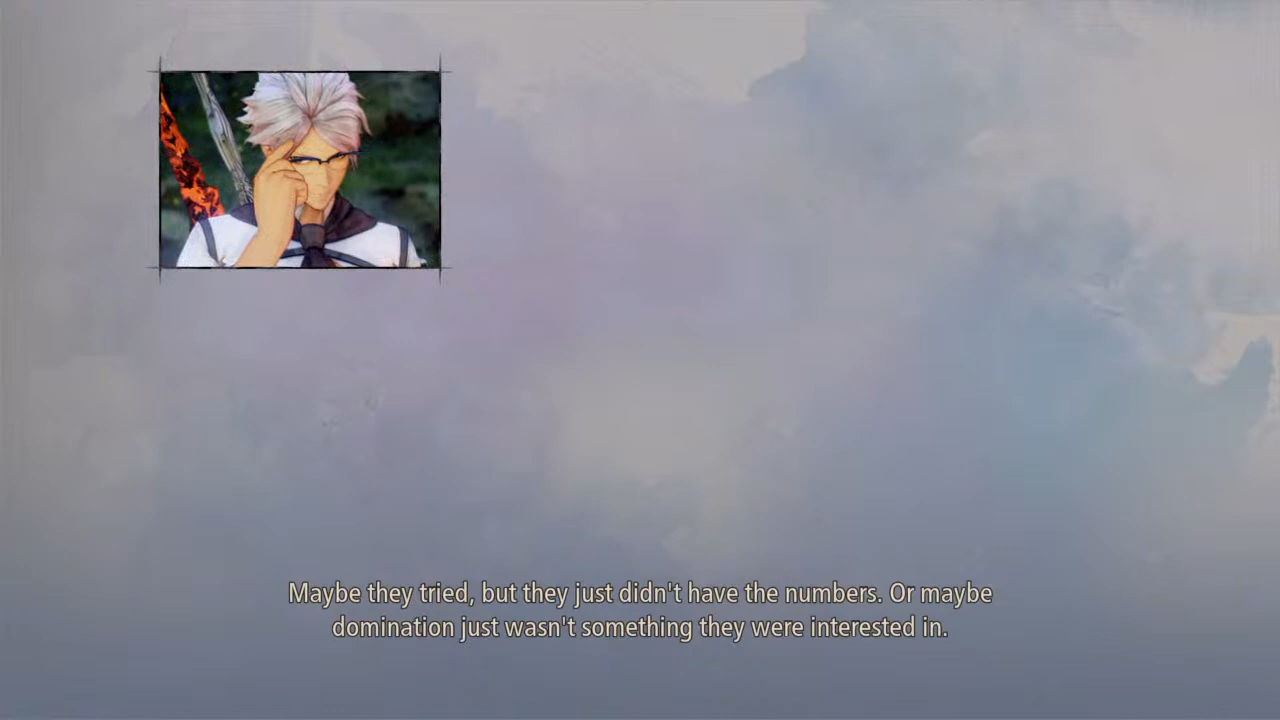 Maybe they tried, but they just didn't have the numbers. Or maybe
domination just wasn't something they were interested in.